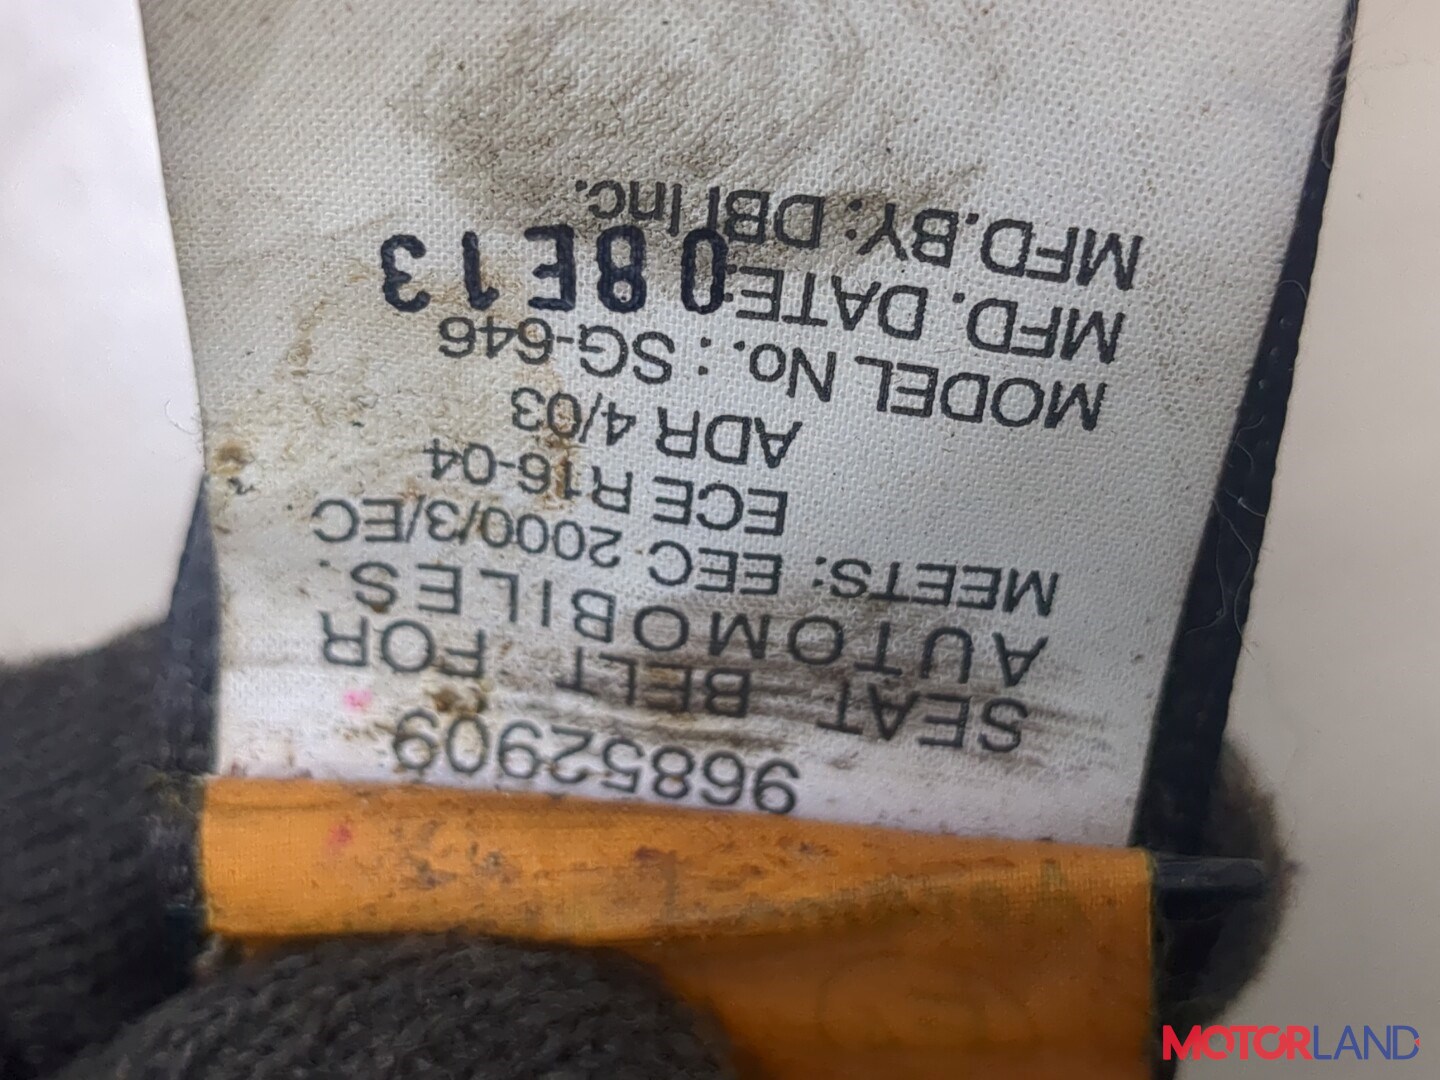 96852909
SEAT BELT FOR
AUTOMOBILES.
MEETS: EEC 2000/3/EC
ECE R16-04
ADR 4/03
MODEL No.: SG-646
MFD. DATE: 08E13
MFD.BY: DBI Inc.
MOTORLAND